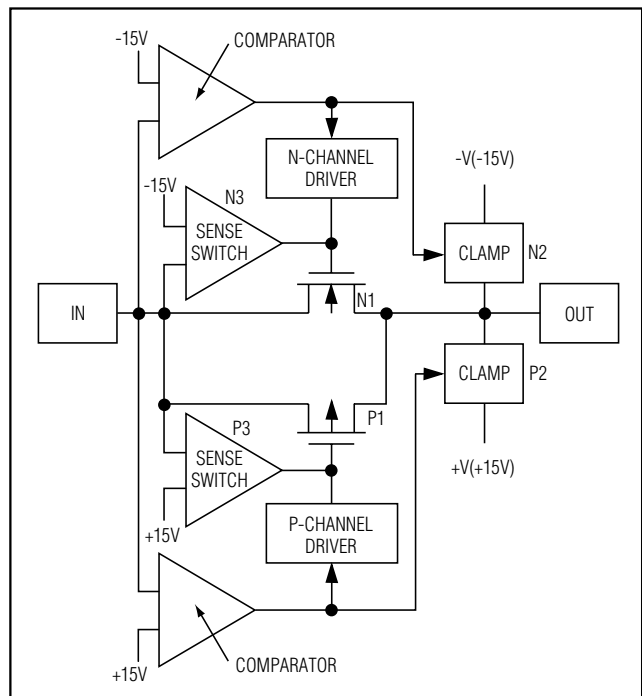 -15V
COMPARATOR
N-CHANNEL
DRIVER
-V(-15V)
-15V
N3
SENSE
SWITCH
CLAMP
N2
IN
N1
OUT
CLAMP
P2
P1
P3
SENSE
SWITCH
+V(+15V)
+15V
P-CHANNEL
DRIVER
+15V
COMPARATOR